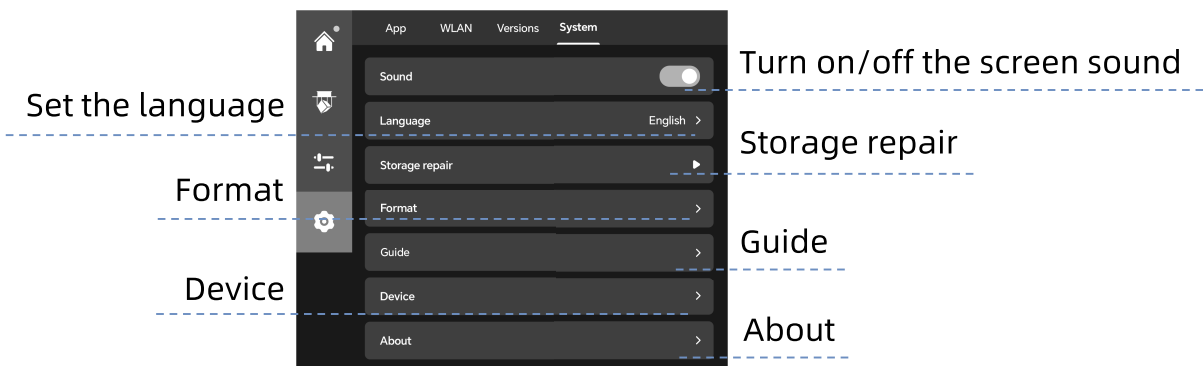 App WLAN Versions System
Sound
Turn on/off the screen sound
Set the language
Language English
Storage repair
Storage repair
Format
Format
Guide
Guide
Device
Device
About
About